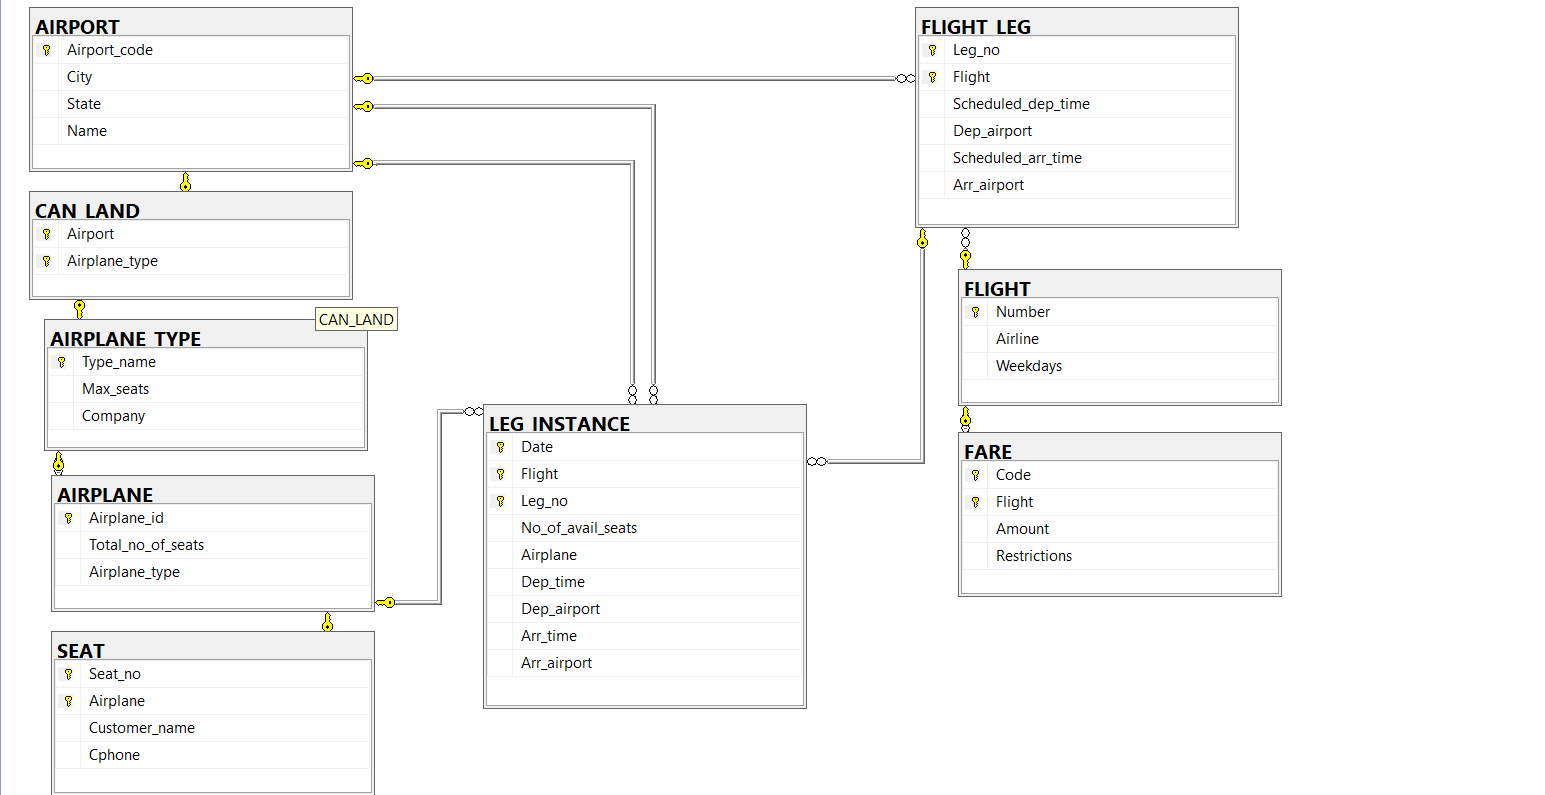 AIRPORT
Airport_code
City
State
Name
CAN_LAND
Airport
Airplane_type
CAN_LAND
AIRPLANE_TYPE
Type_name
Max_seats
Company
AIRPLANE
Airplane_id
Total_no_of_seats
Airplane_type
SEAT
Seat_no
Airplane
Customer_name
Cphone
LEG_INSTANCE
Date
Flight
Leg_no
No_of_avail_seats
Airplane
Dep_time
Dep_airport
Arr_time
Arr_airport
FLIGHT_LEG
Leg_no
Flight
Scheduled_dep_time
Dep_airport
Scheduled_arr_time
Arr_airport
FLIGHT
Number
Airline
Weekdays
FARE
Code
Flight
Amount
Restrictions